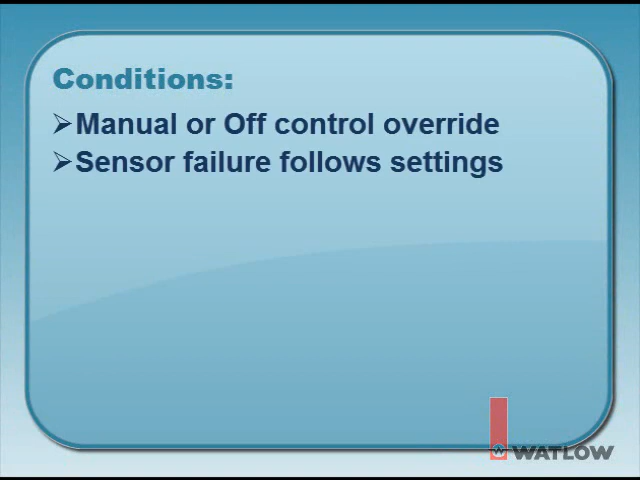 Conditions:
➢Manual or Off control override
➢Sensor failure follows settings
WATLOW